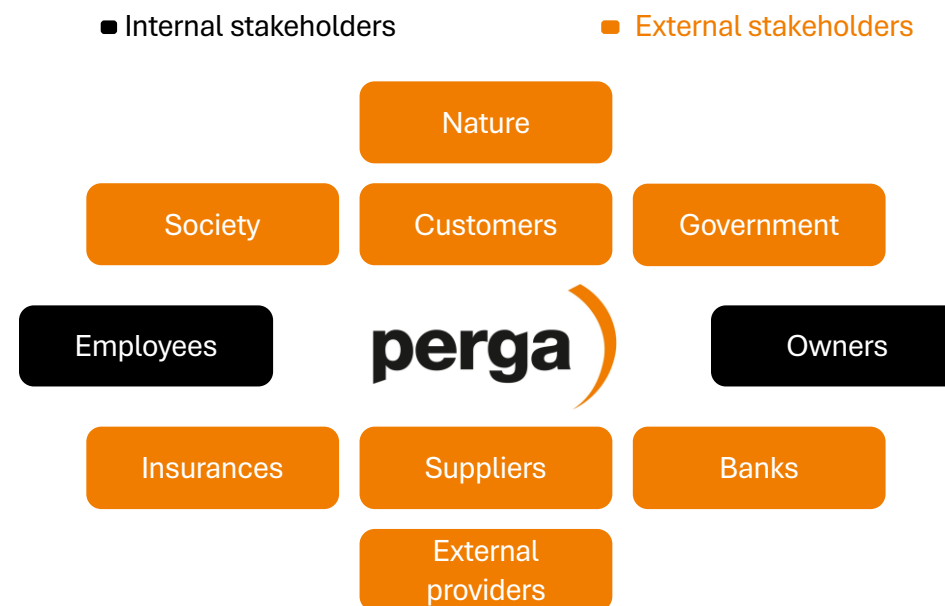 Internal stakeholders
External stakeholders
Nature
Society
Customers
Government
Employees
perga
Owners
Insurances
Suppliers
Banks
External
providers